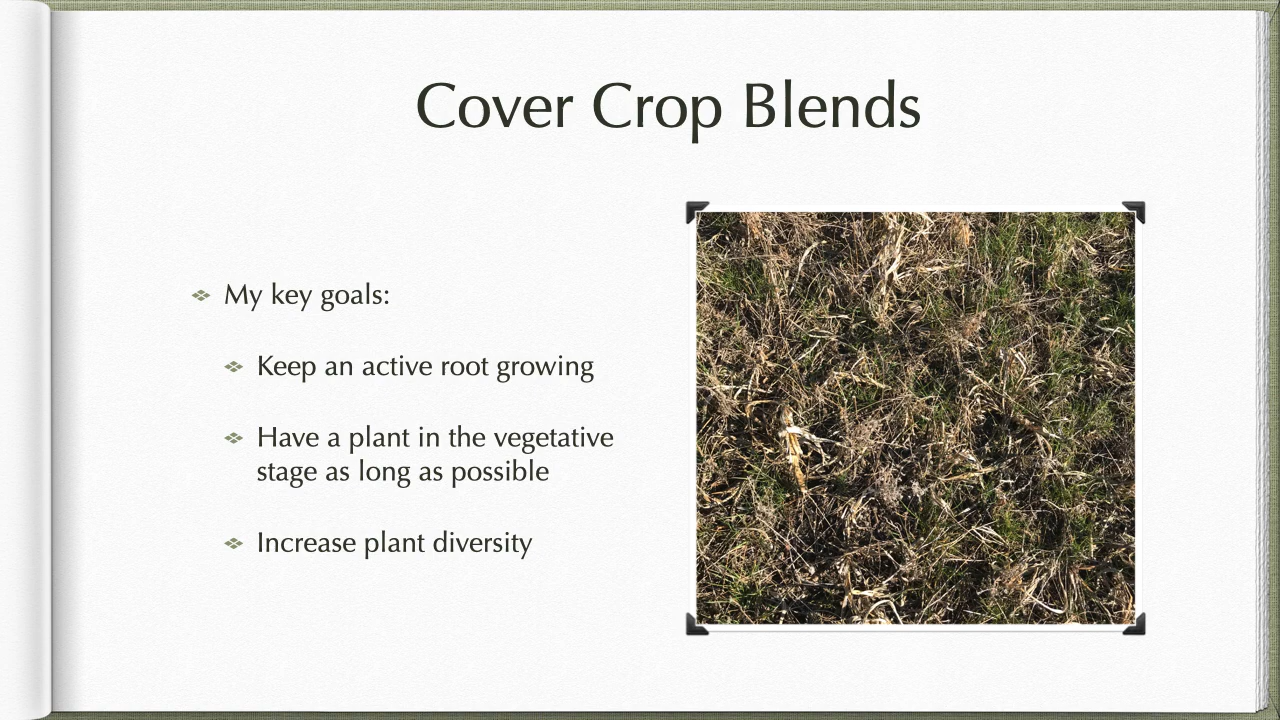 Cover Crop Blends
My key goals:
Keep an active root growing
Have a plant in the vegetative
stage as long as possible
Increase plant diversity